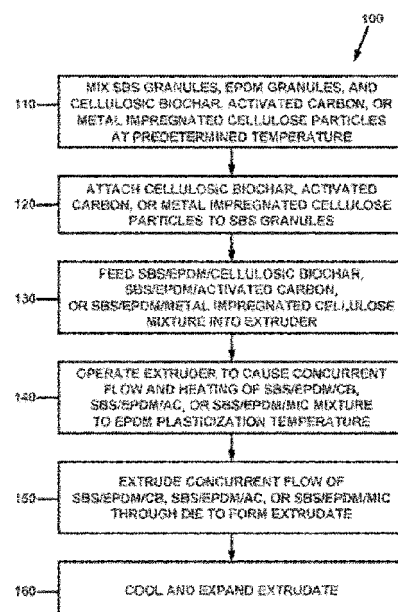 100
110
MIX SBS GRANULES, EPDM GRANULES, AND
CELLULOSIC BIOCHAR, ACTIVATED CARBON, OR
METAL IMPREGNATED CELLULOSE PARTICLES
AT PREDETERMINED TEMPERATURE
120
ATTACH CELLULOSIC BIOCHAR, ACTIVATED
CARBON, OR METAL IMPREGNATED CELLULOSE
PARTICLES TO SBS GRANULES
130
FEED SBS/EPDM/CELLULOSIC BIOCHAR,
SBS/EPDM/ACTIVATED CARBON,
OR SBS/EPDM/METAL IMPREGNATED CELLULOSE
MIXTURE INTO EXTRUDER
140
OPERATE EXTRUDER TO CAUSE CONCURRENT
FLOW AND HEATING OF SBS/EPDM/CB,
SBS/EPDM/AC, OR SBS/EPDM/MIC MIXTURE
TO EPDM PLASTICIZATION TEMPERATURE
150
EXTRUDE CONCURRENT FLOW OF
SBS/EPDM/CB, SBS/EPDM/AC, OR SBS/EPDM/MIC
THROUGH DIE TO FORM EXTRUDATE
160
COOL AND EXPAND EXTRUDATE